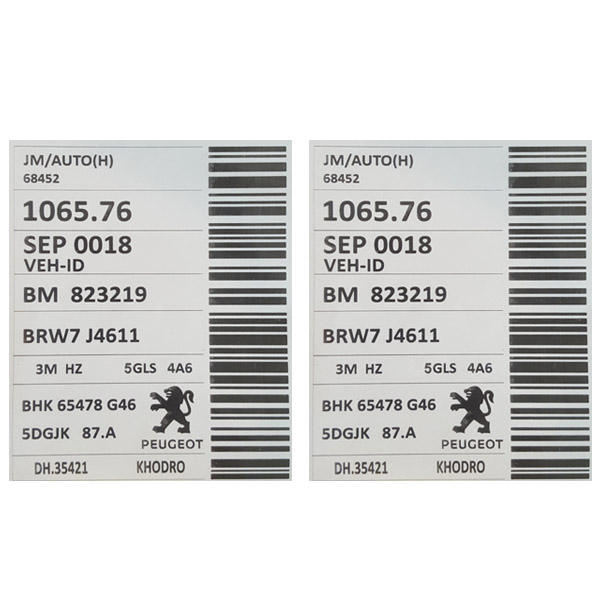 JM/AUTO(H)
68452
1065.76
SEP 0018
VEH-ID
BM 823219
BRW7 J4611
3M HZ 5GLS 4A6
BHK 65478 G46
5DGJK 87.A
PEUGEOT
DH.35421 KHODRO
JM/AUTO(H)
68452
1065.76
SEP 0018
VEH-ID
BM 823219
BRW7 J4611
3M HZ 5GLS 4A6
BHK 65478 G46
5DGJK 87.A
PEUGEOT
DH.35421 KHODRO